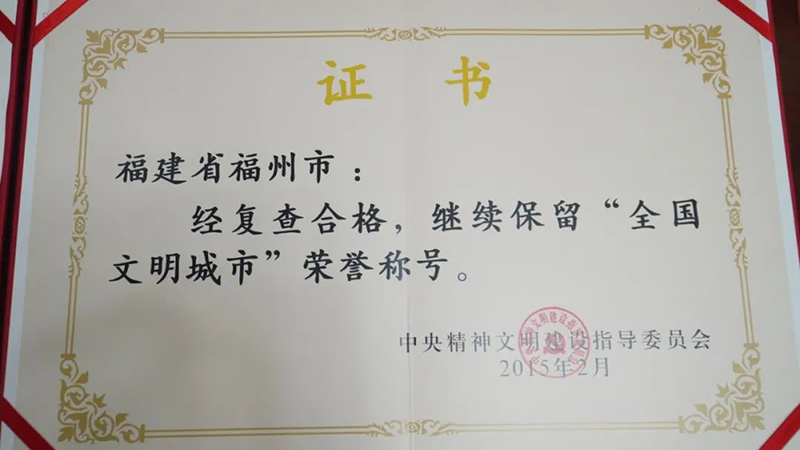 证书
福建省福州市：
经复查合格，继续保留“全国
文明城市”荣誉称号。
中央精神文明建设指导委员会
2015年2月